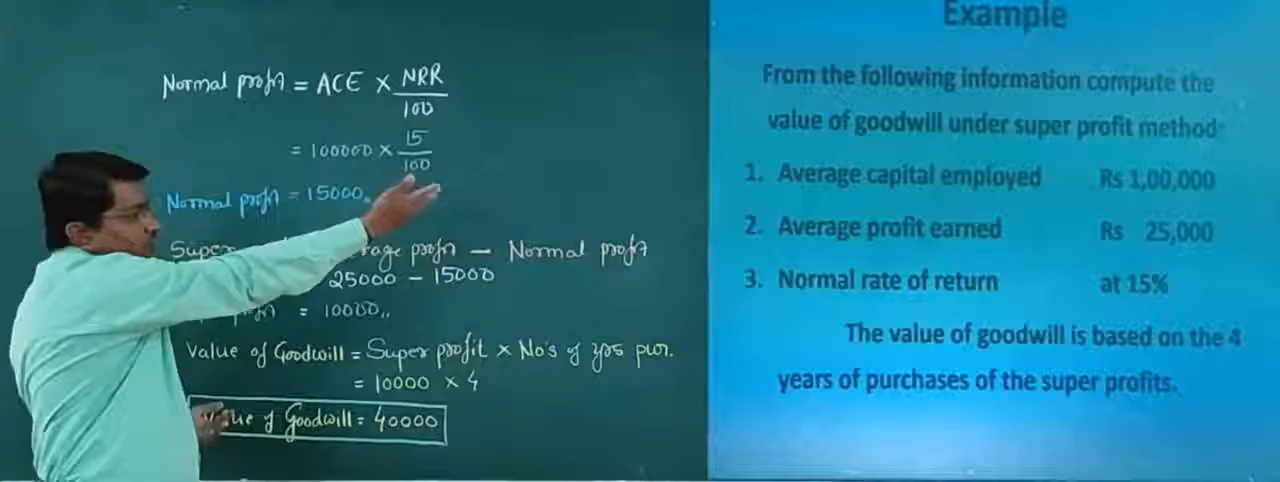 Normal profit = ACE × NRR
100
= 100000 × 15
100
Normal profit = 15000,,
Super profit − Normal profit
25000 − 15000
= 10000,,
Value of Goodwill = Super profit × No's of yrs pur.
= 10000 × 4
of Goodwill = 40000
Example
From the following information compute the
value of goodwill under super profit method
1. Average capital employed Rs 1,00,000
2. Average profit earned Rs 25,000
3. Normal rate of return at 15%
The value of goodwill is based on the 4
years of purchases of the super profits.